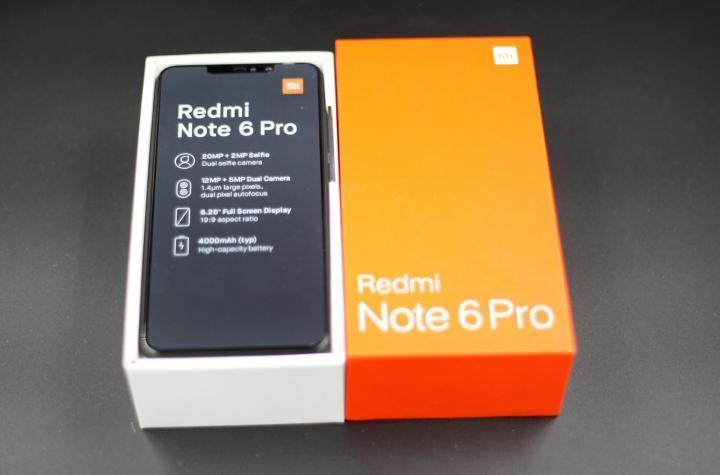 mi
Redmi
Note 6 Pro
20MP + 2MP Selfie
Dual selfie camera
12MP + 5MP Dual Camera
1.4μm large pixels,
dual pixel autofocus
6.26" Full Screen Display
19:9 aspect ratio
4000mAh (typ)
High-capacity battery
mi
Redmi
Note 6 Pro